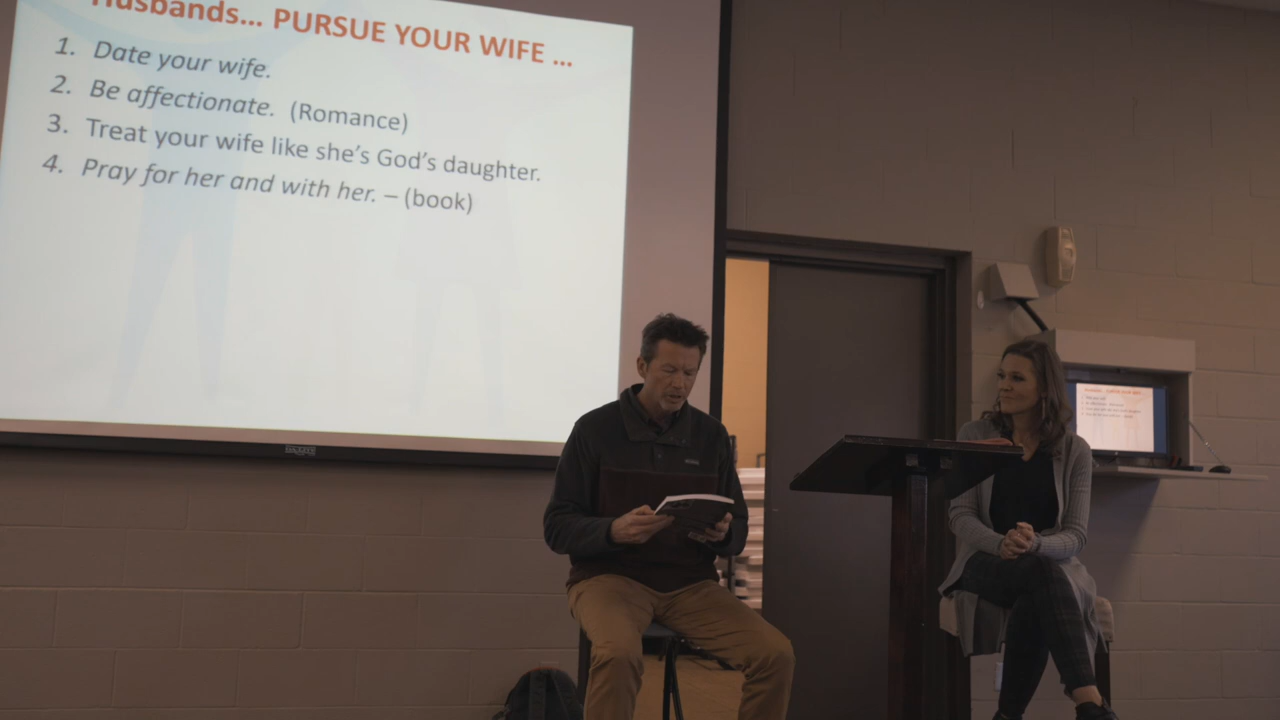 Husbands... PURSUE YOUR WIFE ...
1. Date your wife.
2. Be affectionate. (Romance)
3. Treat your wife like she's God's daughter.
4. Pray for her and with her. – (book)